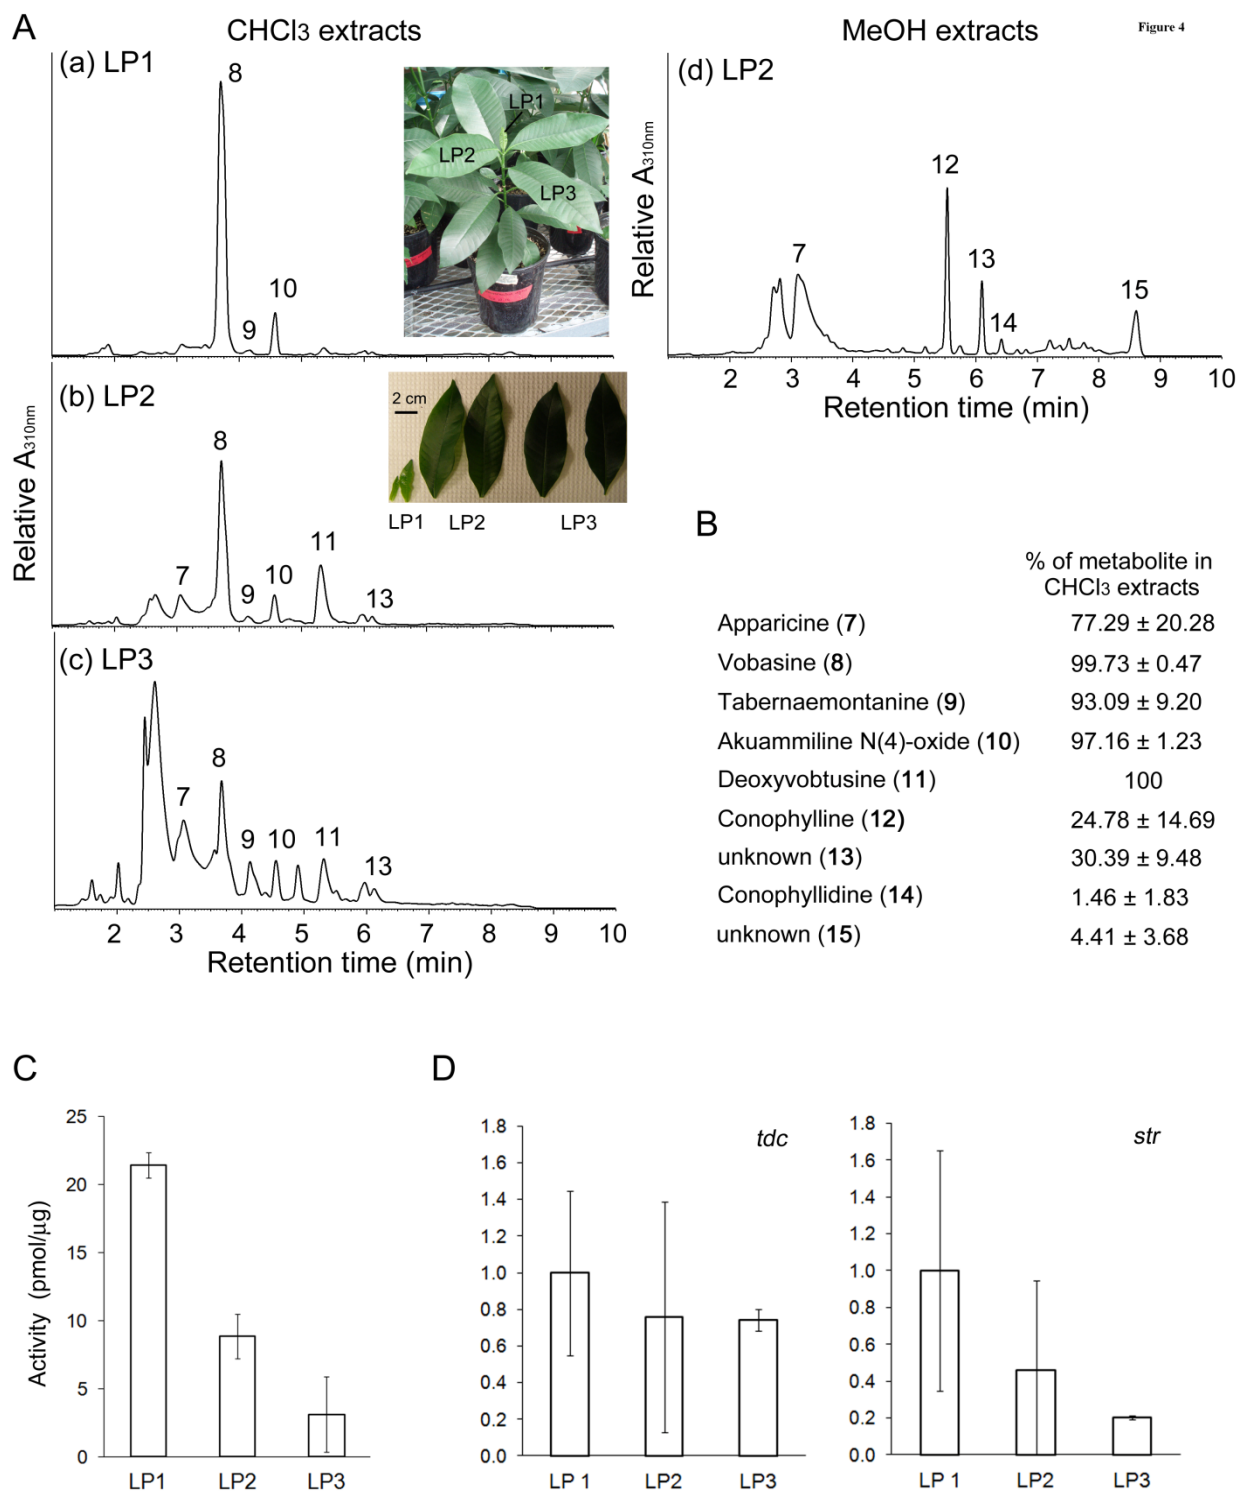 A
CHCl3 extracts
MeOH extracts
Figure 4
(a) LP1
8
9
10
LP1
LP2
LP3
(b) LP2
7
8
9
10
11
13
2 cm
LP1 LP2 LP3
(c) LP3
7
8
9
10
11
13
2 3 4 5 6 7 8 9 10
Retention time (min)
Relative A310nm
(d) LP2
7
12
13
14
15
2 3 4 5 6 7 8 9 10
Retention time (min)
Relative A310nm
B
% of metabolite in
CHCl3 extracts
Apparicine (7) 77.29 ± 20.28
Vobasine (8) 99.73 ± 0.47
Tabernaemontanine (9) 93.09 ± 9.20
Akuammiline N(4)-oxide (10) 97.16 ± 1.23
Deoxyvobtusine (11) 100
Conophylline (12) 24.78 ± 14.69
unknown (13) 30.39 ± 9.48
Conophyllidine (14) 1.46 ± 1.83
unknown (15) 4.41 ± 3.68
C
Activity (pmol/µg)
25
20
15
10
5
0
LP1 LP2 LP3
D
tdc
1.8
1.6
1.4
1.2
1.0
0.8
0.6
0.4
0.2
0.0
LP 1 LP2 LP3
str
1.8
1.6
1.4
1.2
1.0
0.8
0.6
0.4
0.2
0.0
LP 1 LP2 LP3